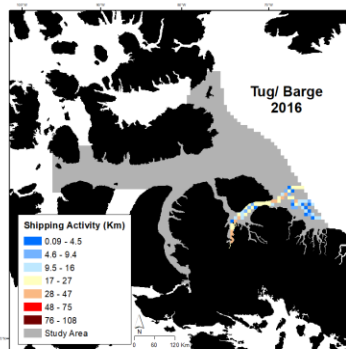 Tug/ Barge
2016
Shipping Activity (Km)
0.09 - 4.5
4.6 - 9.4
9.5 - 16
17 - 27
28 - 47
48 - 75
76 - 108
Study Area
N
0 30 60 120 Km